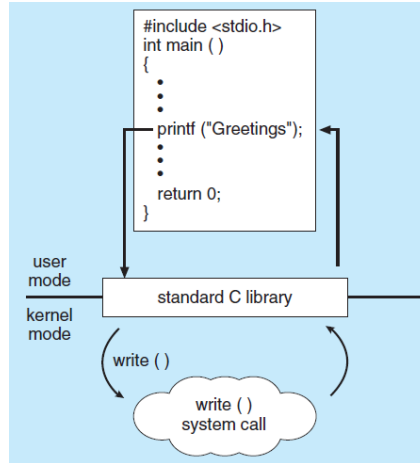 #include <stdio.h>
int main ( )
{
•
•
•
printf ("Greetings");
•
•
•
return 0;
}
user
mode
standard C library
kernel
mode
write ( )
write ( )
system call